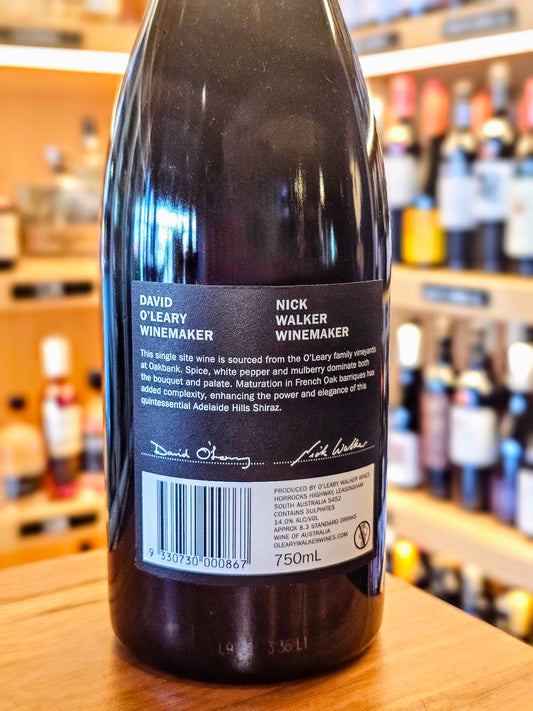 DAVID
O'LEARY
WINEMAKER
NICK
WALKER
WINEMAKER
This single site wine is sourced from the O'Leary family vineyards
at Oakbank. Spice, white pepper and mulberry dominate both
the bouquet and palate. Maturation in French Oak barriques has
added complexity, enhancing the power and elegance of this
quintessential Adelaide Hills Shiraz.
David O'Leary
Nick Walker
PRODUCED BY O'LEARY WALKER WINES
HORROCKS HIGHWAY, LEASINGHAM
SOUTH AUSTRALIA 5452
CONTAINS SULPHITES
14.0% ALC/VOL
APPROX 8.3 STANDARD DRINKS
WINE OF AUSTRALIA
OLEARYWALKERWINES.COM
9 330730 000867
750mL